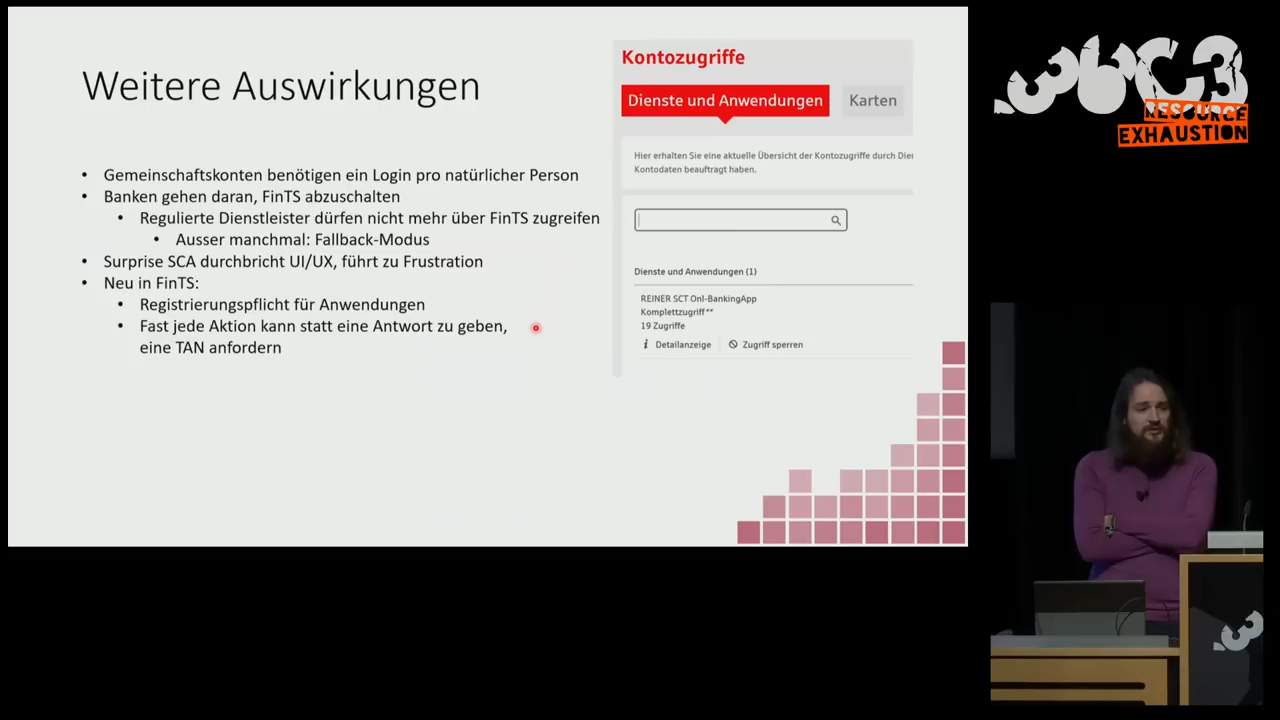 Weitere Auswirkungen
• Gemeinschaftskonten benötigen ein Login pro natürlicher Person
• Banken gehen daran, FinTS abzuschalten
• Regulierte Dienstleister dürfen nicht mehr über FinTS zugreifen
• Ausser manchmal: Fallback-Modus
• Surprise SCA durchbricht UI/UX, führt zu Frustration
• Neu in FinTS:
• Registrierungspflicht für Anwendungen
• Fast jede Aktion kann statt eine Antwort zu geben,
eine TAN anfordern
Kontozugriffe
Dienste und Anwendungen Karten
Hier erhalten Sie eine aktuelle Übersicht der Kontozugriffe durch Dien
Kontodaten beauftragt haben.
Dienste und Anwendungen (1)
REINER SCT Onl-BankingApp
Komplettzugriff**
19 Zugriffe
i Detailanzeige Zugriff sperren
36C3
RESOURCE
EXHAUSTION